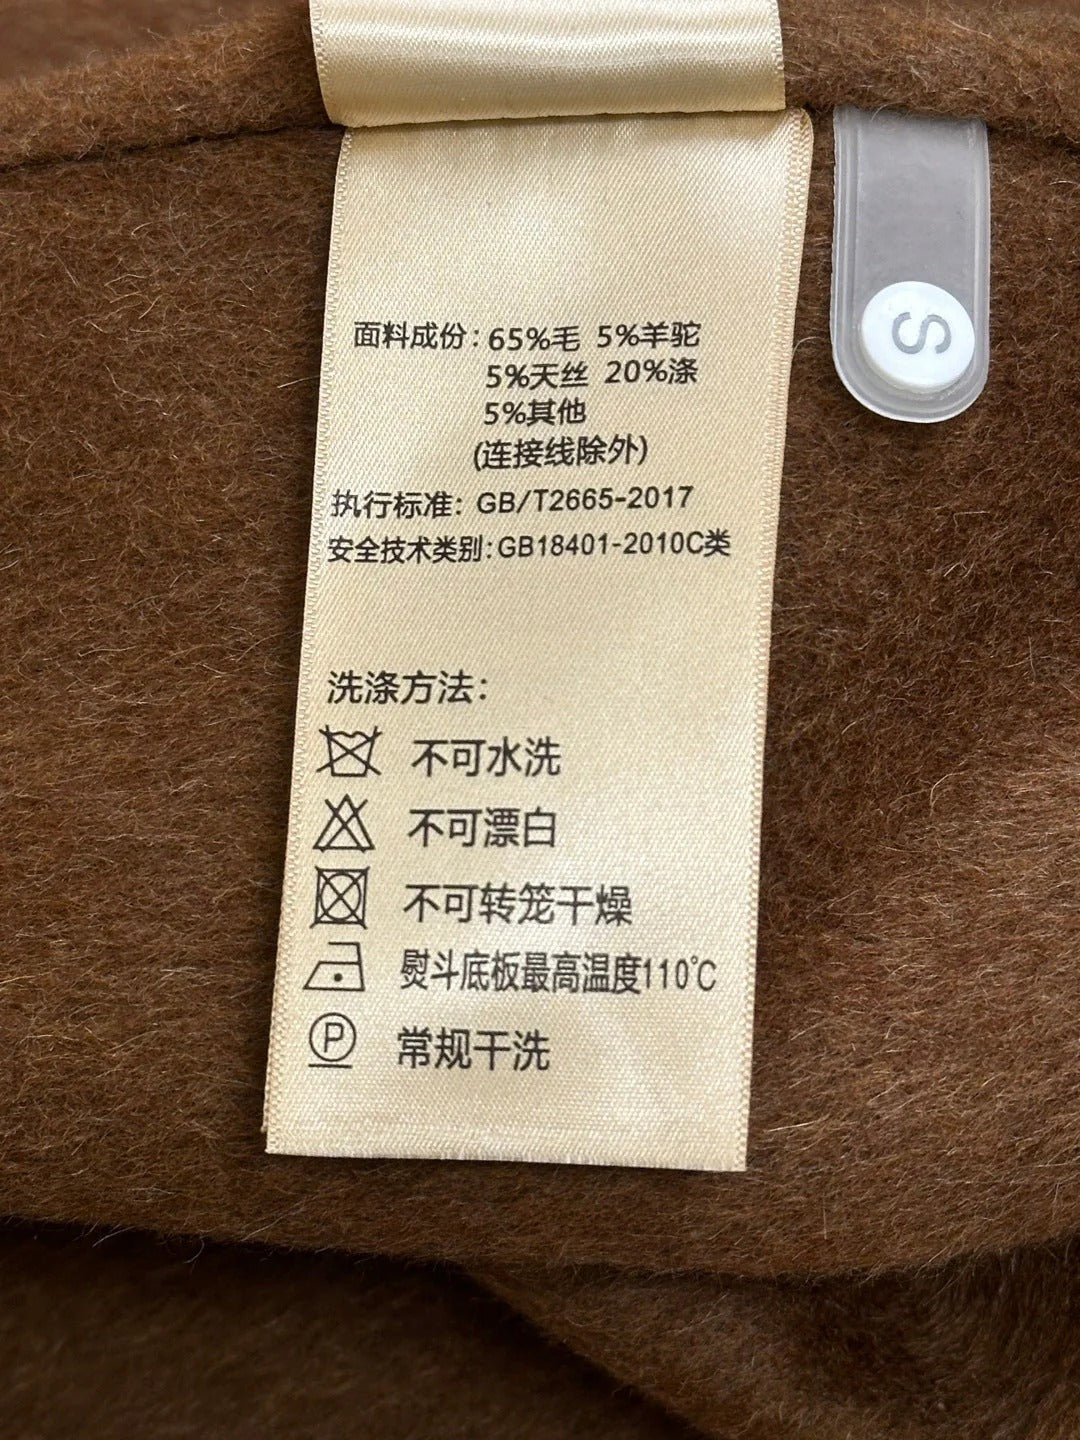 面料成份：65%毛 5%羊驼
5%天丝 20%涤
5%其他
(连接线除外)
执行标准：GB/T2665-2017
安全技术类别:GB18401-2010C类
洗涤方法：
不可水洗
不可漂白
不可转笼干燥
熨斗底板最高温度110℃
P 常规干洗
S